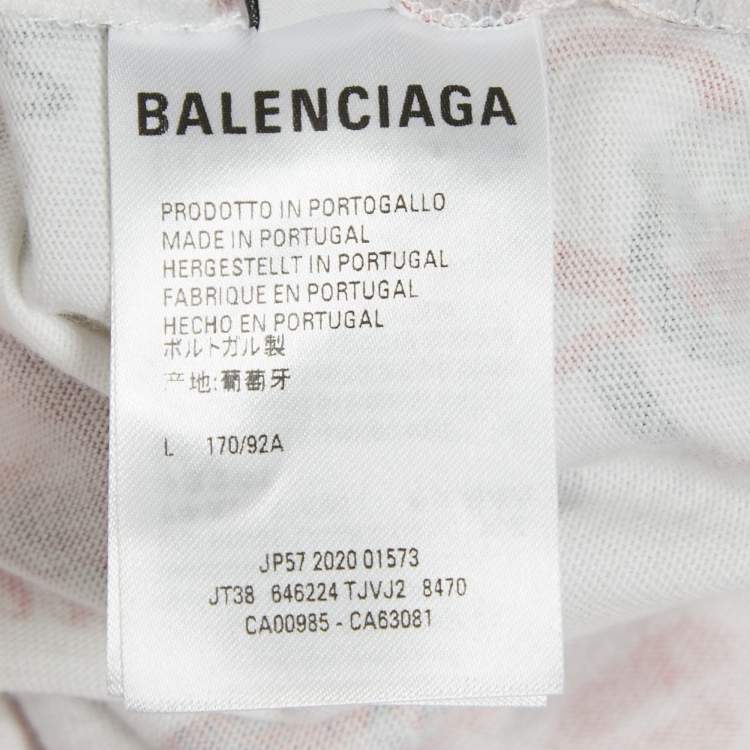 BALENCIAGA
PRODOTTO IN PORTOGALLO
MADE IN PORTUGAL
HERGESTELLT IN PORTUGAL
FABRIQUE EN PORTUGAL
HECHO EN PORTUGAL
ポルトガル製
产地:葡萄牙
L 170/92A
JP57 2020 01573
JT38 646224 TJVJ2 8470
CA00985 - CA63081